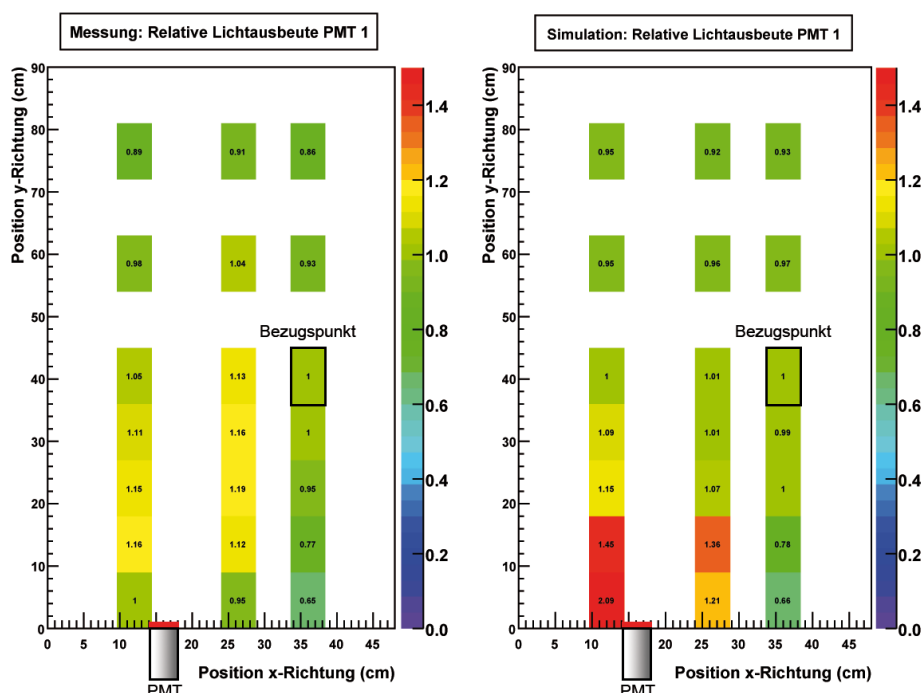 Messung: Relative Lichtausbeute PMT 1
Position y-Richtung (cm)
90
80
70
60
50
40
30
20
10
0
0.89 0.91 0.86
0.98 1.04 0.93
Bezugspunkt
1.05 1.13 1
1.11 1.16 1
1.15 1.19 0.95
1.16 1.12 0.77
1 0.95 0.65
0 5 10 15 20 25 30 35 40 45
Position x-Richtung (cm)
PMT
1.4
1.2
1.0
0.8
0.6
0.4
0.2
0.0
Simulation: Relative Lichtausbeute PMT 1
Position y-Richtung (cm)
90
80
70
60
50
40
30
20
10
0
0.95 0.92 0.93
0.95 0.96 0.97
Bezugspunkt
1 1.01 1
1.09 1.01 0.99
1.15 1.07 1
1.45 1.36 0.78
2.09 1.21 0.66
0 5 10 15 20 25 30 35 40 45
Position x-Richtung (cm)
PMT
1.4
1.2
1.0
0.8
0.6
0.4
0.2
0.0